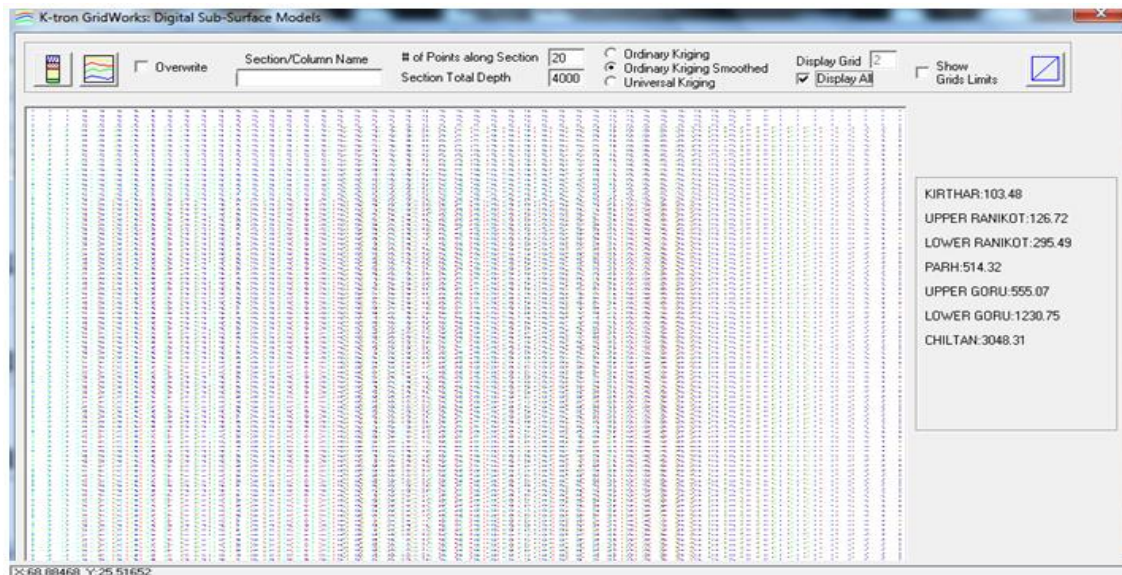 K-tron GridWorks: Digital Sub-Surface Models
Overwrite
Section/Column Name
# of Points along Section 20
Section Total Depth 4000
Ordinary Kriging
Ordinary Kriging Smoothed
Universal Kriging
Display Grid 2
Display All
Show
Grids Limits
KIRTHAR:103.48
UPPER RANIKOT:126.72
LOWER RANIKOT:295.49
PARH:514.32
UPPER GORU:555.07
LOWER GORU:1230.75
CHILTAN:3048.31
X:68.88468 Y:25.51652